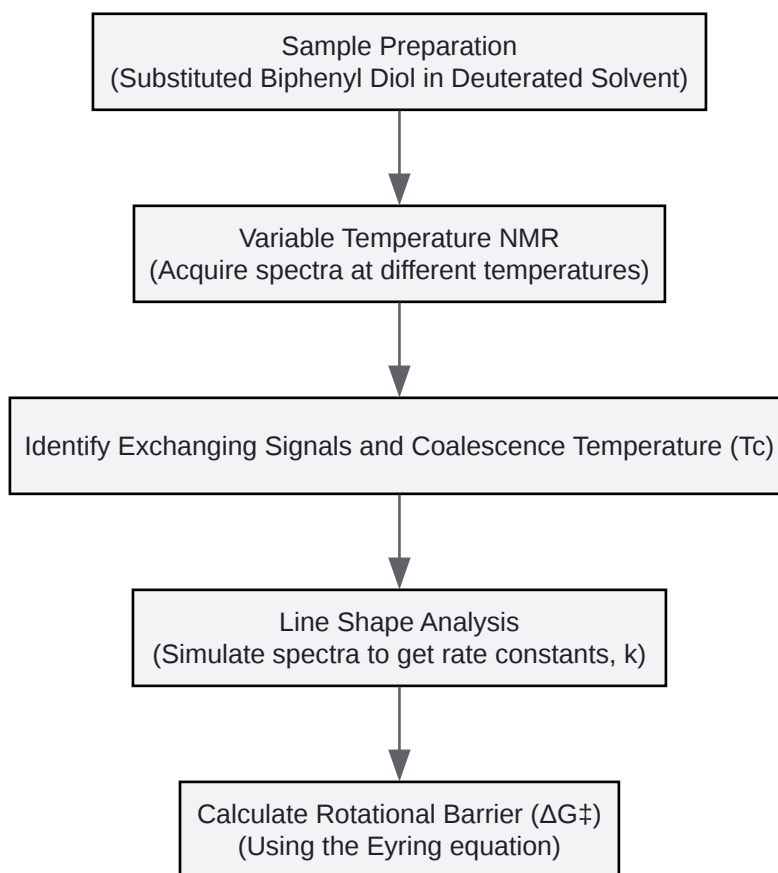 Sample Preparation
(Substituted Biphenyl Diol in Deuterated Solvent)
Variable Temperature NMR
(Acquire spectra at different temperatures)
Identify Exchanging Signals and Coalescence Temperature (Tc)
Line Shape Analysis
(Simulate spectra to get rate constants, k)
Calculate Rotational Barrier (ΔG‡)
(Using the Eyring equation)